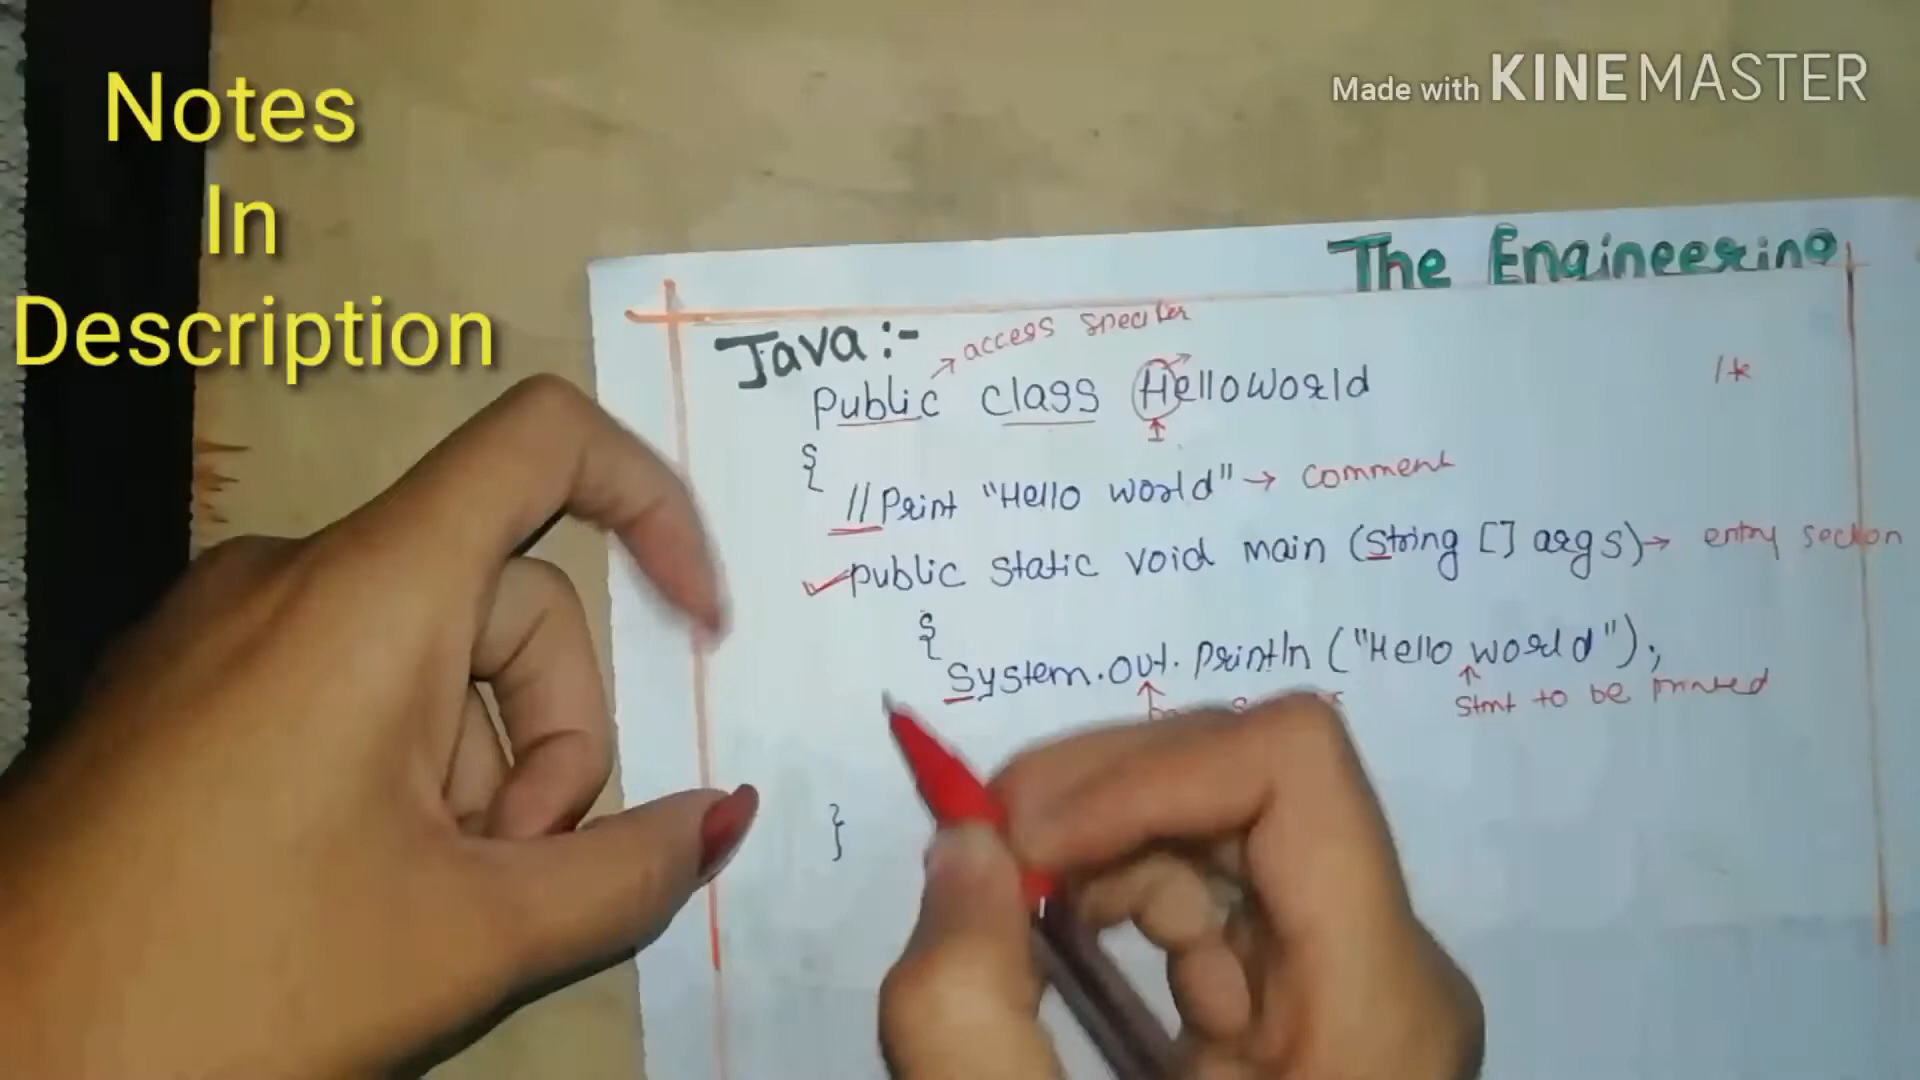 Notes
In
Description
Made with KINEMASTER
The Engineering
Java:-
access specifer
Public class Helloworld
/*
{
//Print "Hello world" → comment
public static void main (String [] args) → entry section
{
System.out.println ("Hello world");
stmt to be printed
}